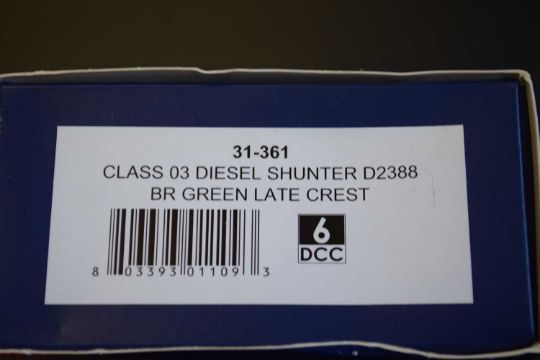 31-361
CLASS 03 DIESEL SHUNTER D2388
BR GREEN LATE CREST
6
DCC
8 03393 01109 3